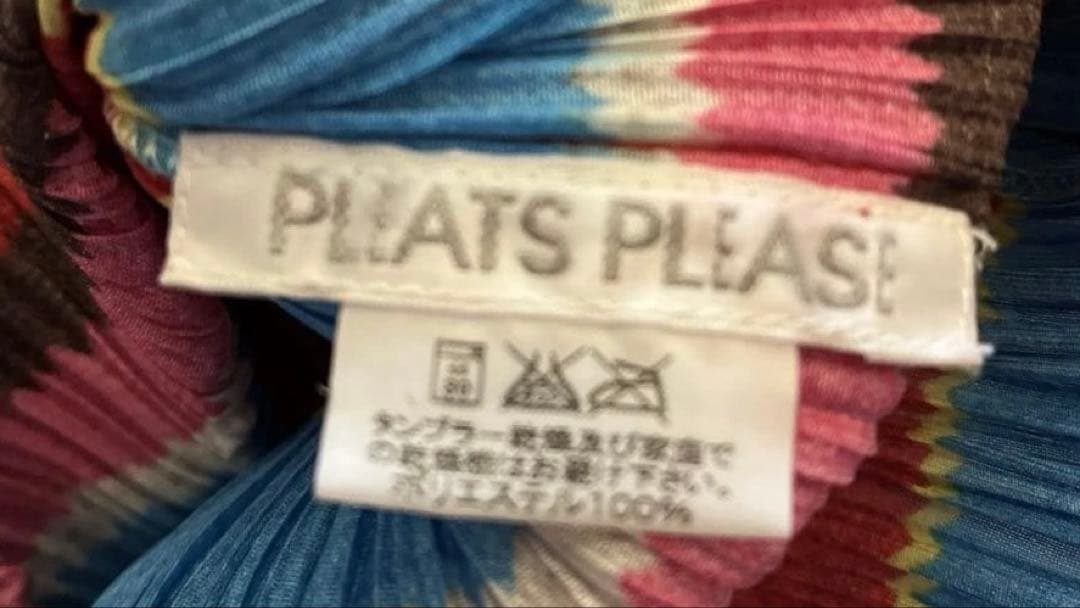 PLEATS PLEASE
タンブラー乾燥及び家庭で
の乾燥機はお避け下さい。
ポリエステル100%